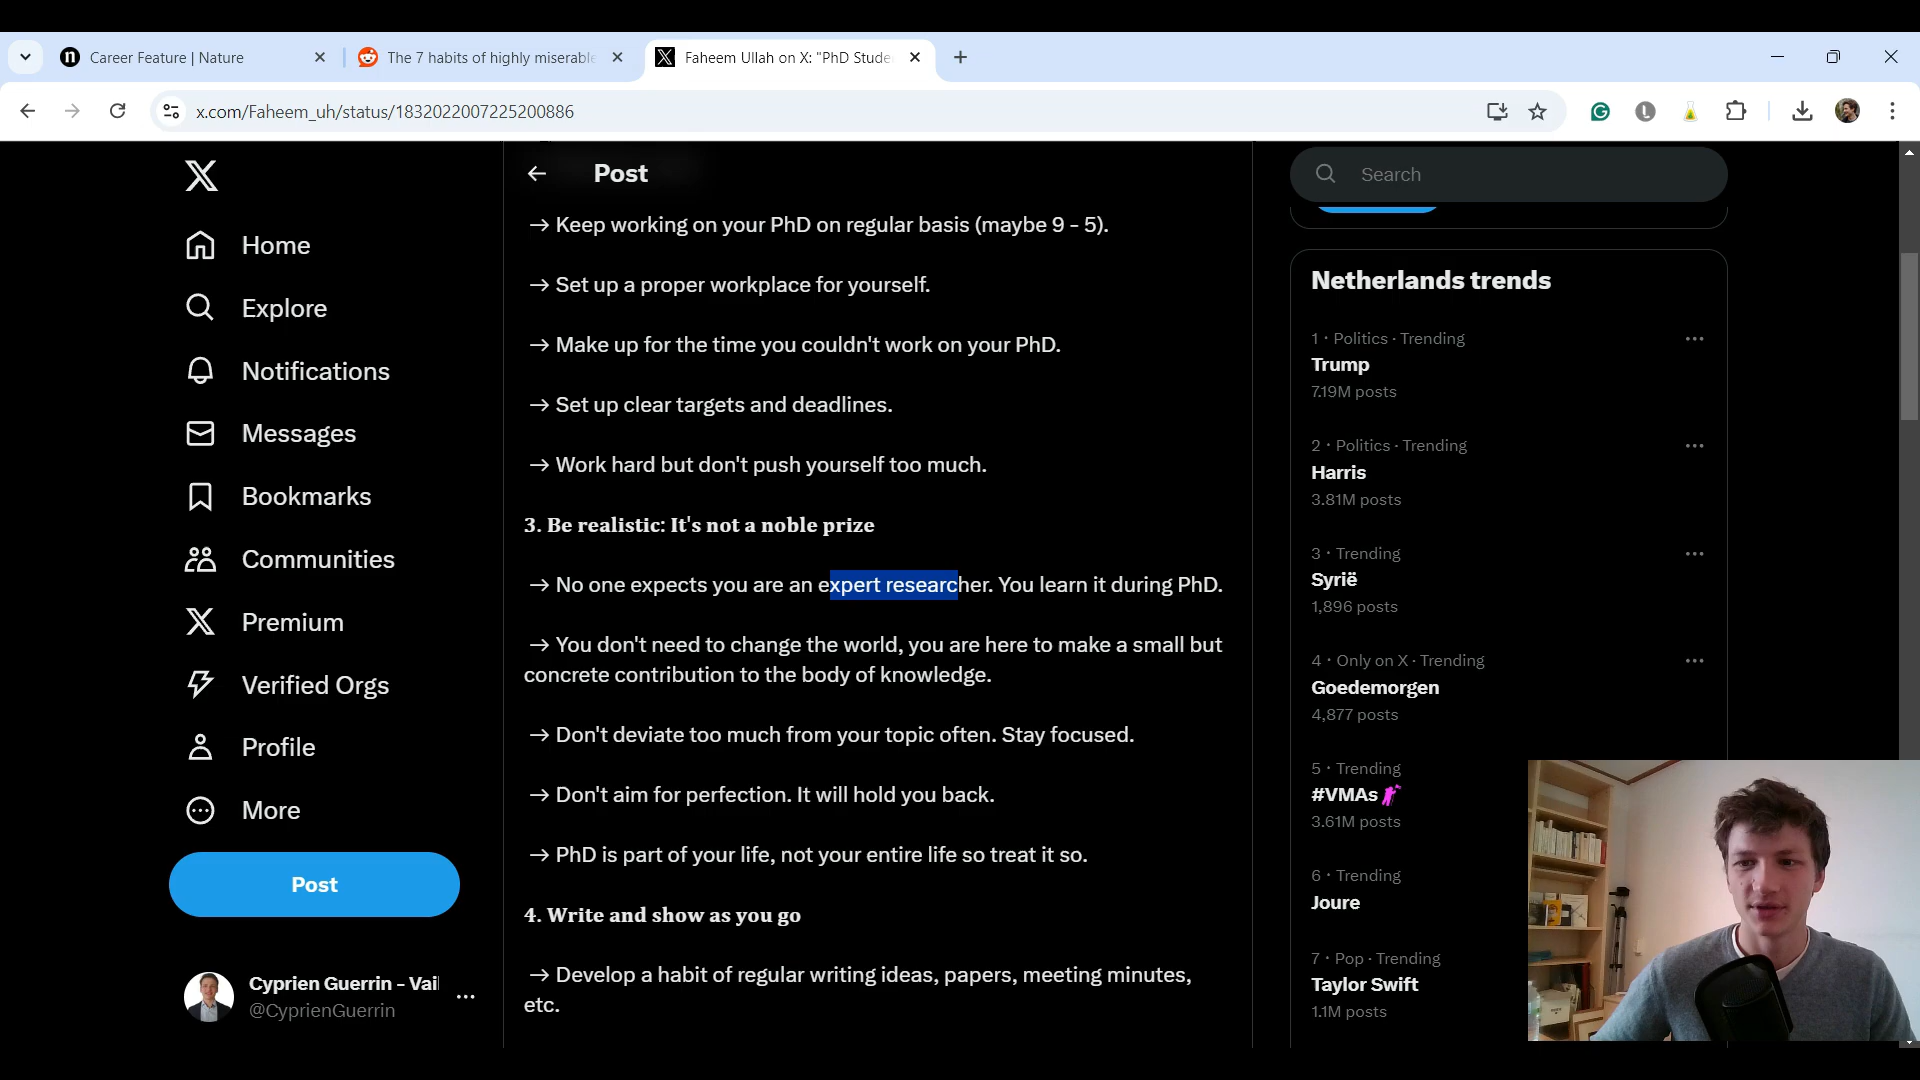 Career Feature | Nature
The 7 habits of highly miserable
Faheem Ullah on X: "PhD Stude
x.com/Faheem_uh/status/1832022007225200886
Post
Search
Home
Explore
Notifications
Messages
Bookmarks
Communities
Premium
Verified Orgs
Profile
More
Post
Cyprien Guerrin - Vail
@CyprienGuerrin
→ Keep working on your PhD on regular basis (maybe 9 - 5).
→ Set up a proper workplace for yourself.
→ Make up for the time you couldn't work on your PhD.
→ Set up clear targets and deadlines.
→ Work hard but don't push yourself too much.
3. Be realistic: It's not a noble prize
→ No one expects you are an expert researcher. You learn it during PhD.
→ You don't need to change the world, you are here to make a small but
concrete contribution to the body of knowledge.
→ Don't deviate too much from your topic often. Stay focused.
→ Don't aim for perfection. It will hold you back.
→ PhD is part of your life, not your entire life so treat it so.
4. Write and show as you go
→ Develop a habit of regular writing ideas, papers, meeting minutes,
etc.
Netherlands trends
1 · Politics · Trending
Trump
7.19M posts
2 · Politics · Trending
Harris
3.81M posts
3 · Trending
Syrië
1,896 posts
4 · Only on X · Trending
Goedemorgen
4,877 posts
5 · Trending
#VMAs
3.61M posts
6 · Trending
Joure
7 · Pop · Trending
Taylor Swift
1.1M posts